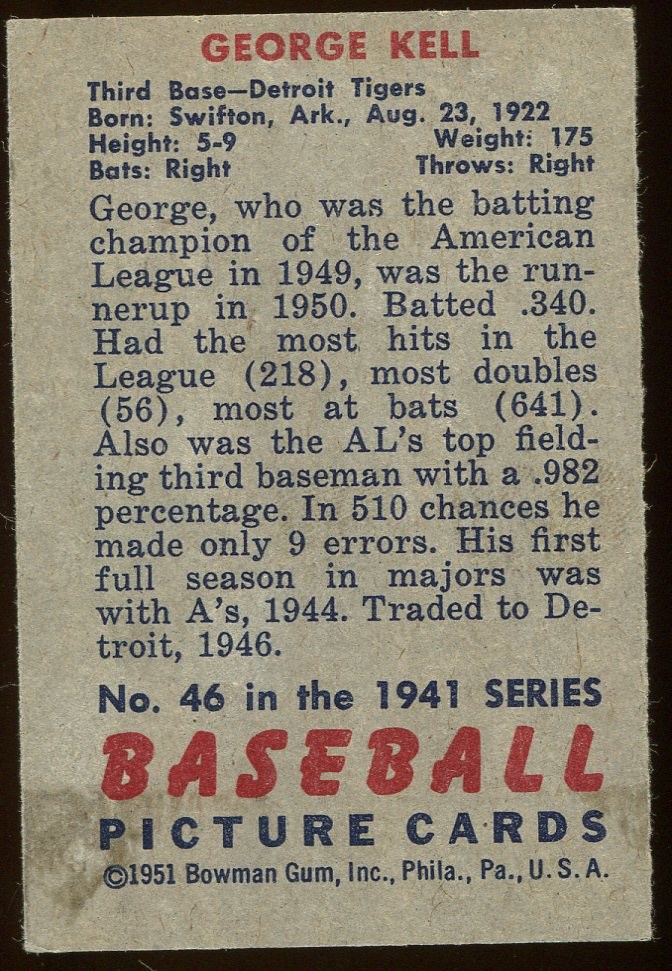 GEORGE KELL
Third Base—Detroit Tigers
Born: Swifton, Ark., Aug. 23, 1922
Height: 5-9 Weight: 175
Bats: Right Throws: Right
George, who was the batting
champion of the American
League in 1949, was the run-
nerup in 1950. Batted .340.
Had the most hits in the
League (218), most doubles
(56), most at bats (641).
Also was the AL's top field-
ing third baseman with a .982
percentage. In 510 chances he
made only 9 errors. His first
full season in majors was
with A's, 1944. Traded to De-
troit, 1946.
No. 46 in the 1941 SERIES
BASEBALL
PICTURE CARDS
©1951 Bowman Gum, Inc., Phila., Pa., U. S. A.